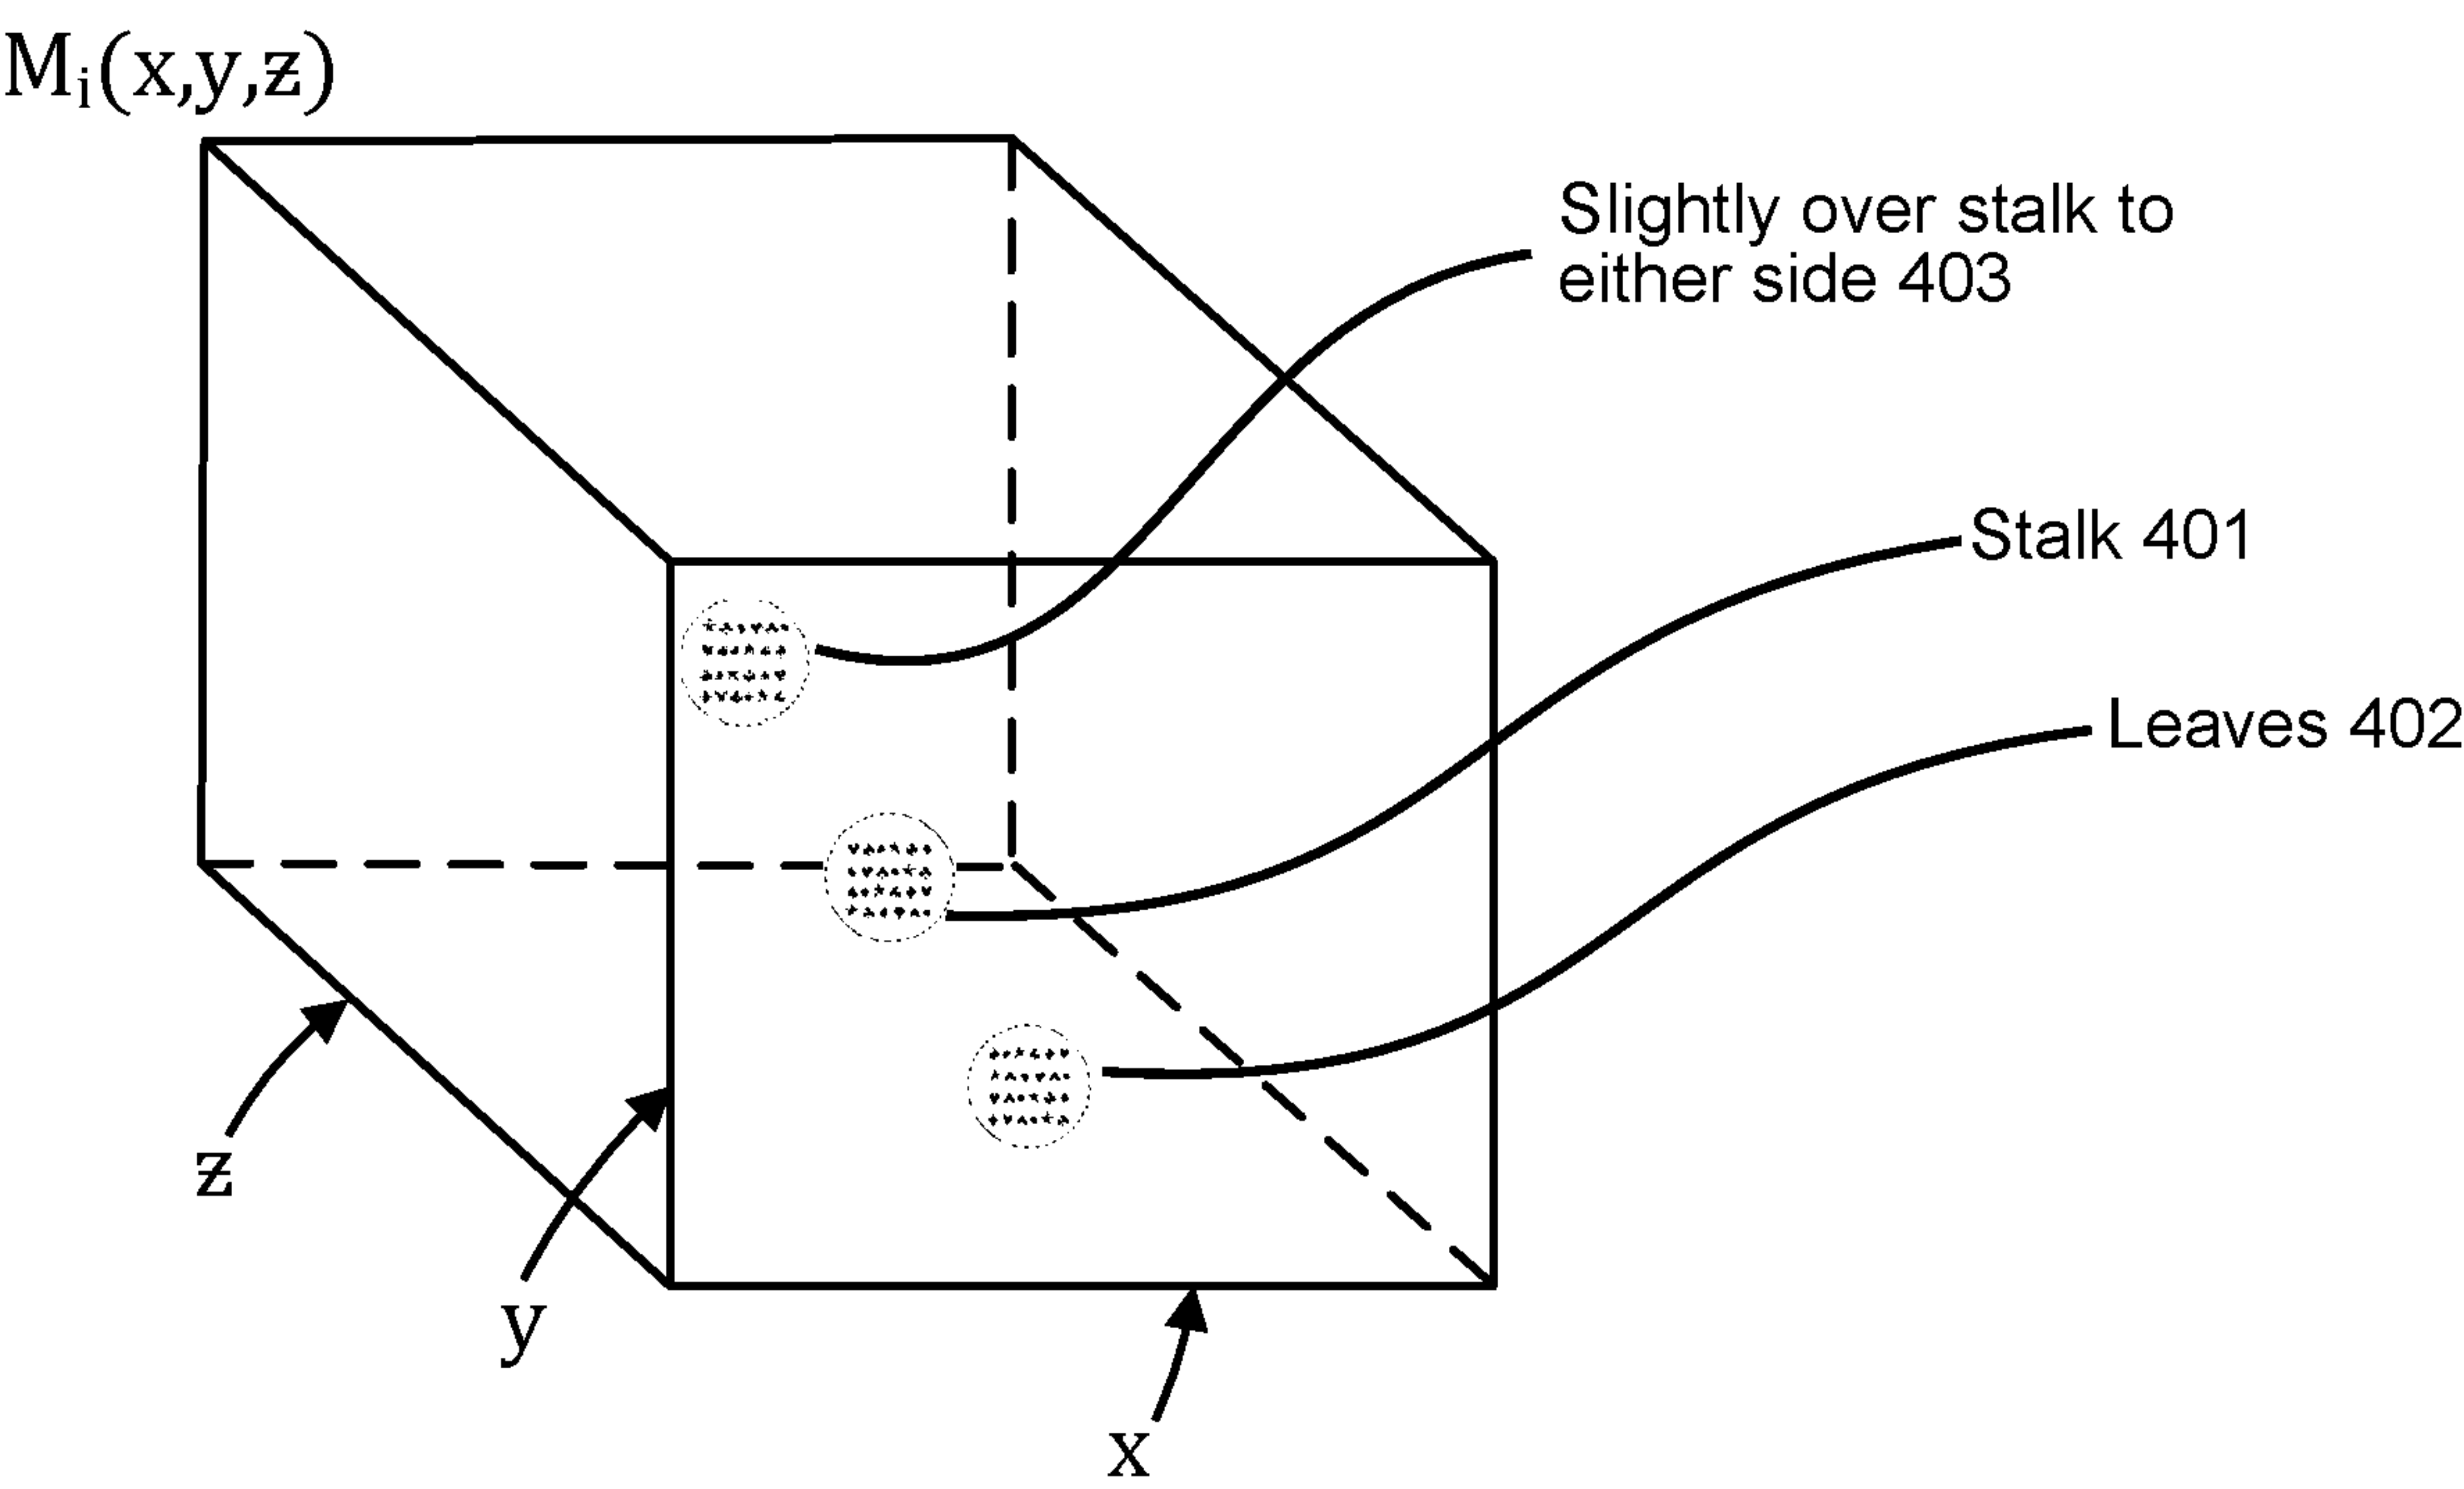 Mi(x,y,z)
Slightly over stalk to
either side 403
Stalk 401
Leaves 402
z
y
x